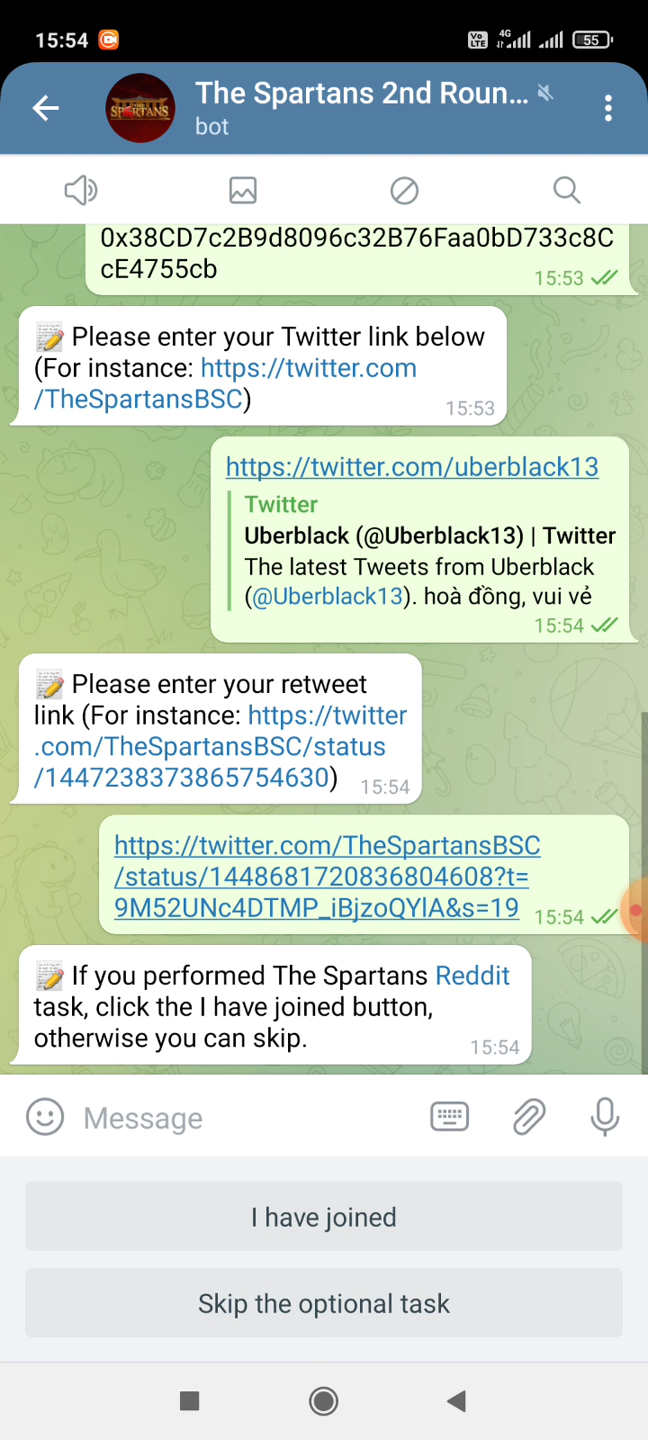 15:54
Vo LTE 4G 55
SPARTANS
The Spartans 2nd Roun...
bot
0x38CD7c2B9d8096c32B76Faa0bD733c8C
cE4755cb
15:53
Please enter your Twitter link below
(For instance: https://twitter.com
/TheSpartansBSC)
15:53
https://twitter.com/uberblack13
Twitter
Uberblack (@Uberblack13) | Twitter
The latest Tweets from Uberblack
(@Uberblack13). hoà đồng, vui vẻ
15:54
Please enter your retweet
link (For instance: https://twitter
.com/TheSpartansBSC/status
/1447238373865754630)
15:54
https://twitter.com/TheSpartansBSC
/status/1448681720836804608?t=
9M52UNc4DTMP_iBjzoQYlA&s=19
15:54
If you performed The Spartans Reddit
task, click the I have joined button,
otherwise you can skip.
15:54
Message
I have joined
Skip the optional task